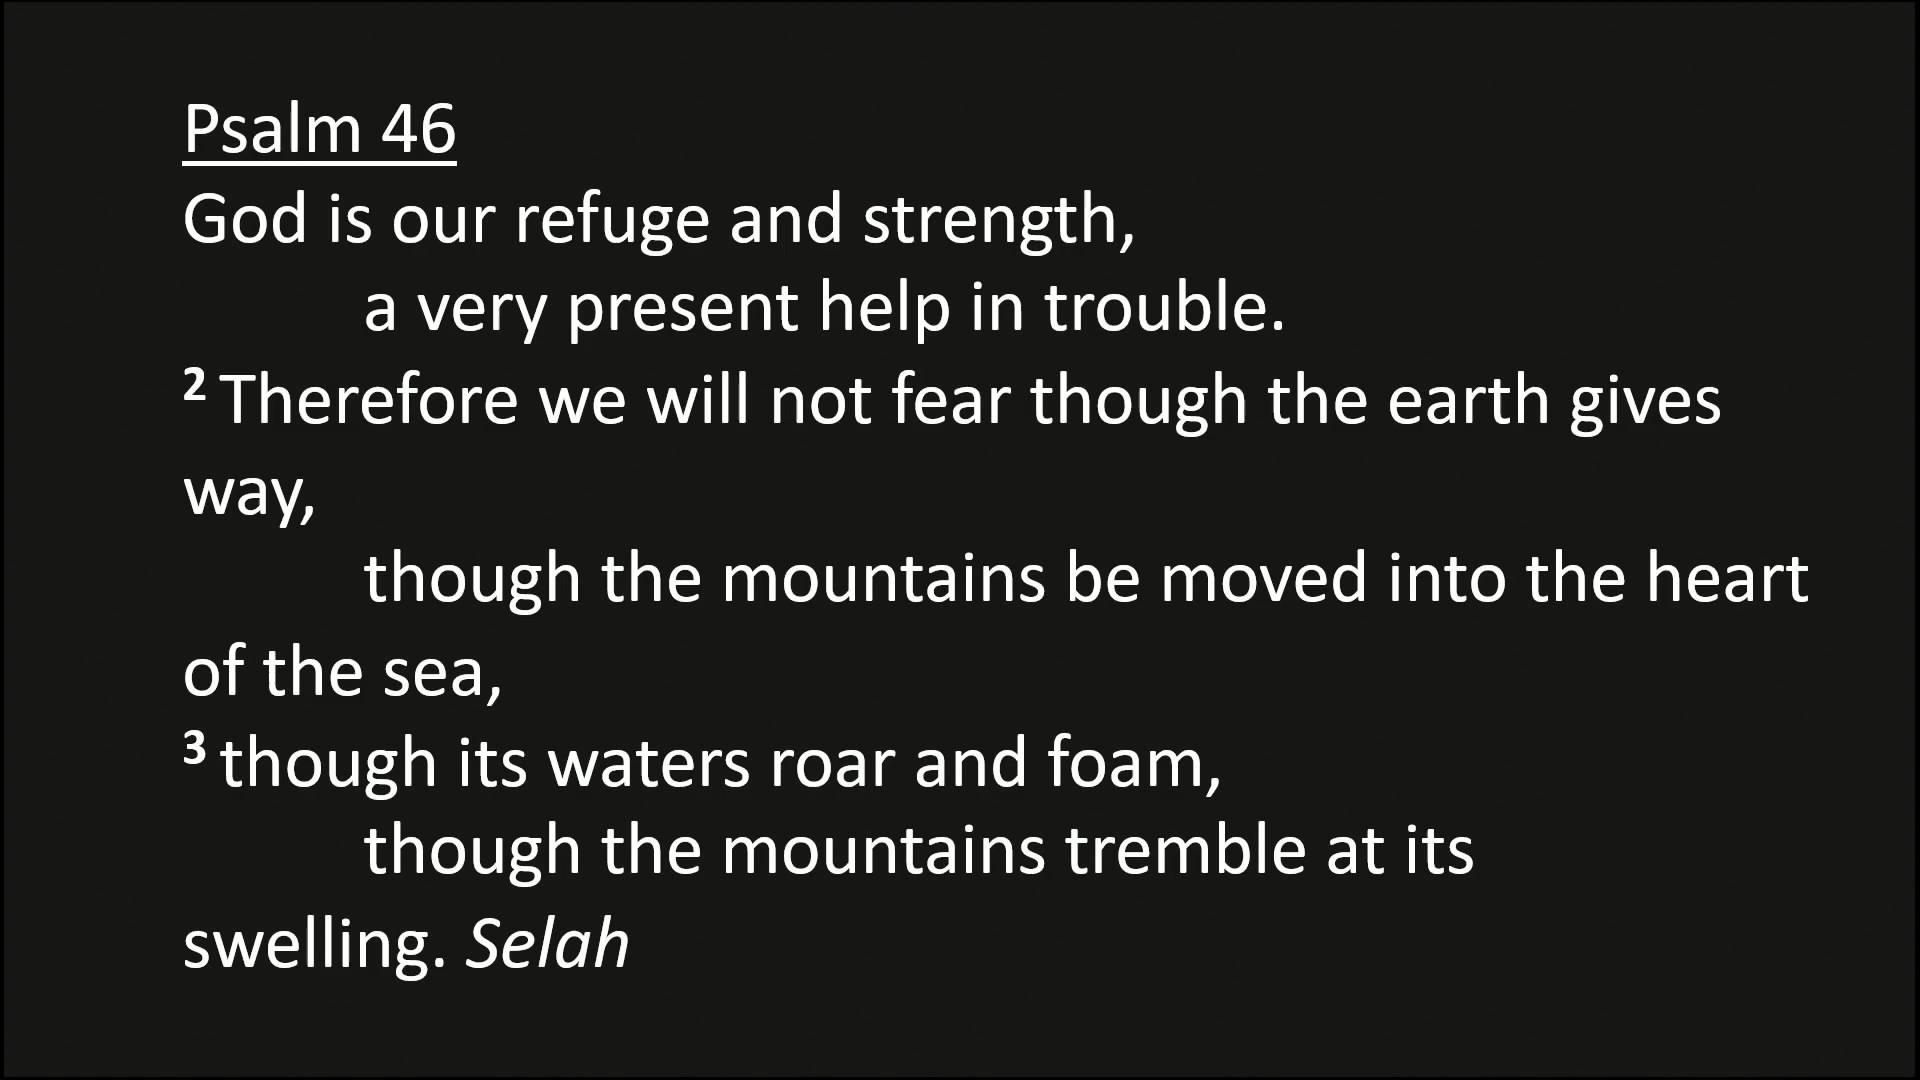 Psalm 46
God is our refuge and strength,
a very present help in trouble.
2 Therefore we will not fear though the earth gives
way,
though the mountains be moved into the heart
of the sea,
3 though its waters roar and foam,
though the mountains tremble at its
swelling. Selah